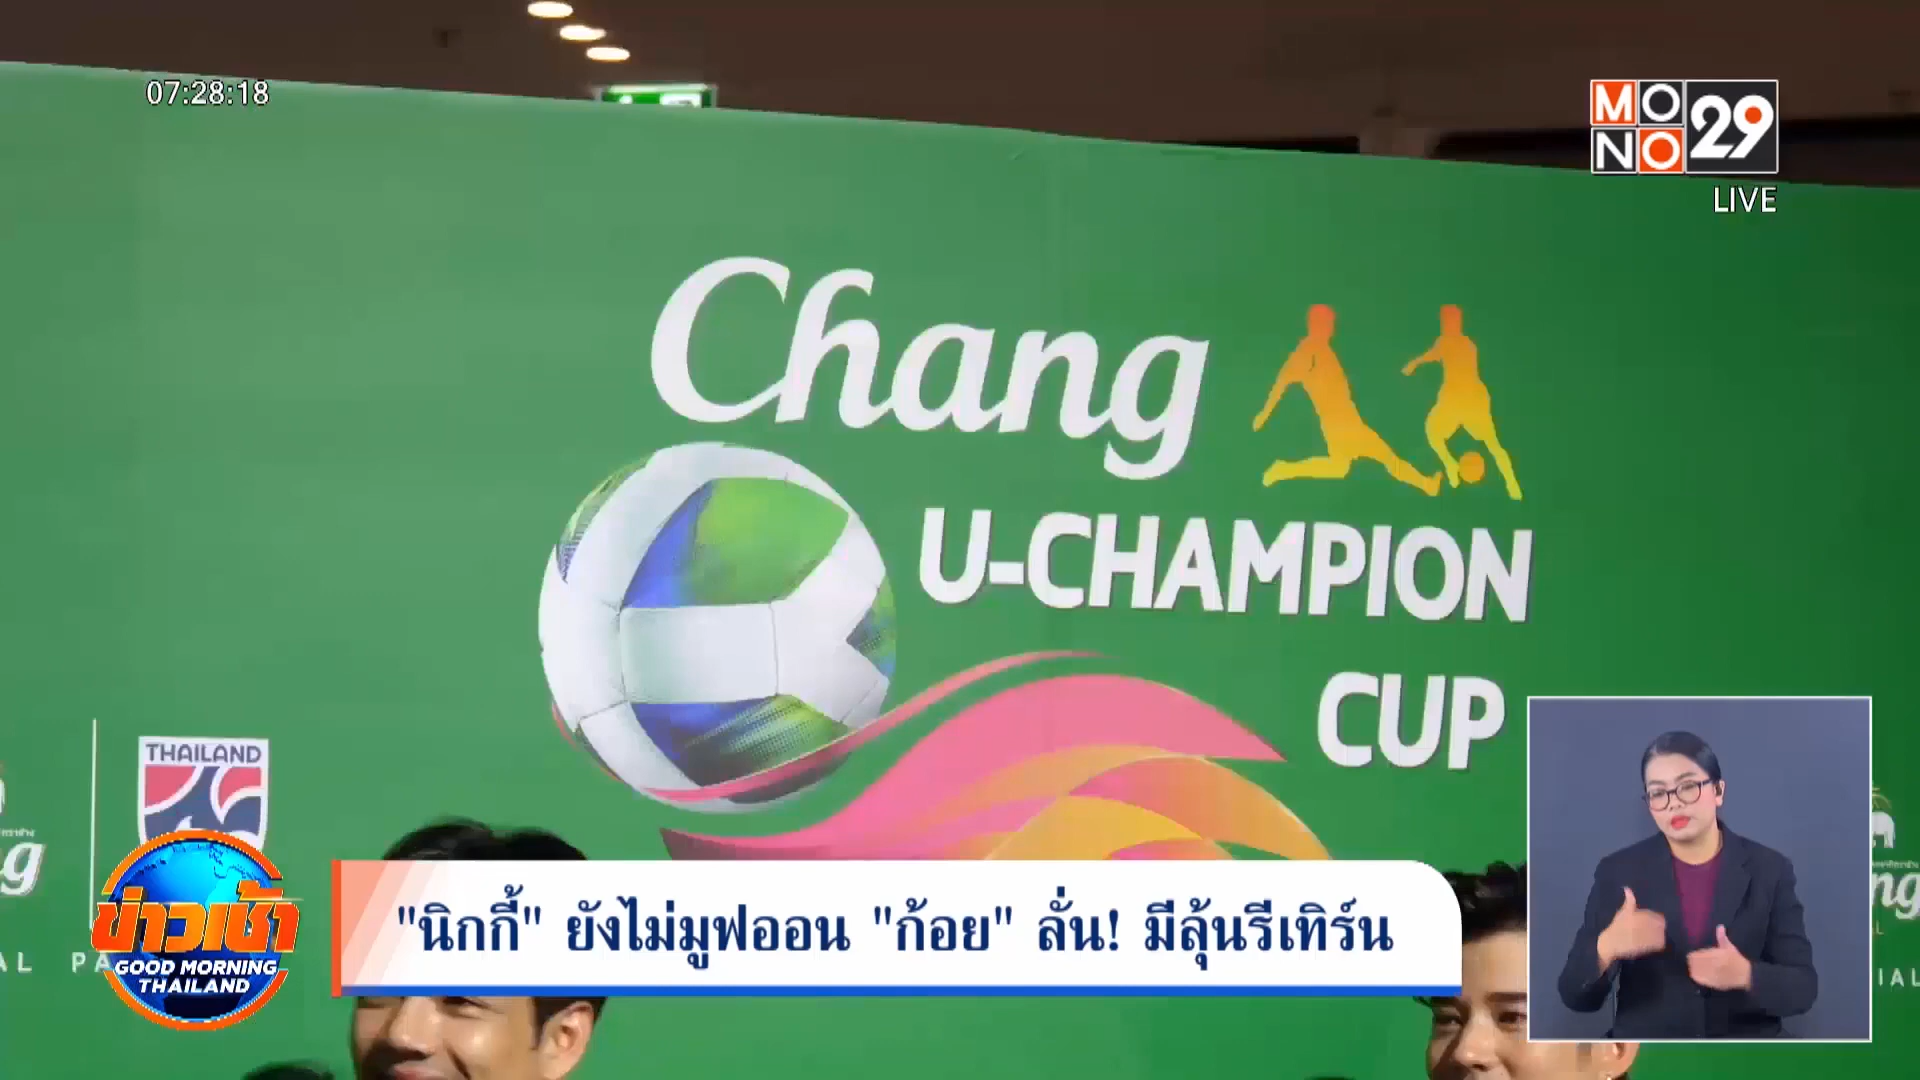 07:28:18
MONO 29
LIVE
Chang
U-CHAMPION
CUP
THAILAND
ข่าวเช้า
GOOD MORNING
THAILAND
"นิกกี้" ยังไม่มูฟออน "ก้อย" ลั่น! มีลุ้นรีเทิร์น